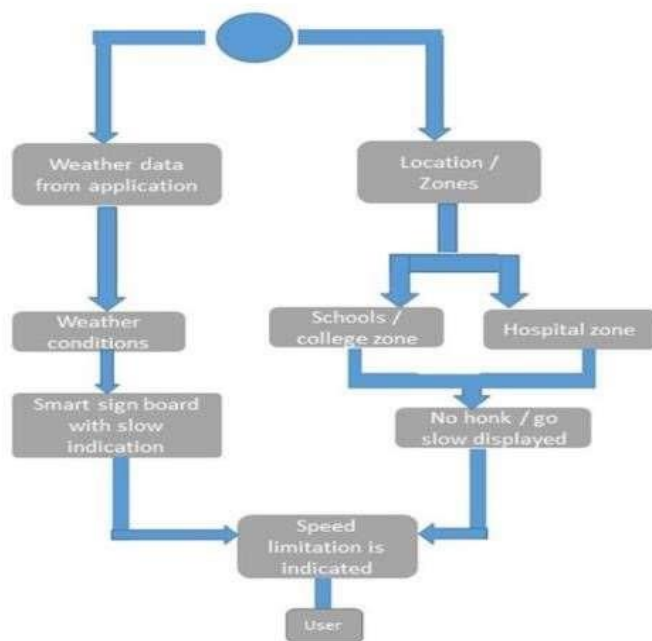 Weather data
from application
Location /
Zones
Weather
conditions
Schools /
college zone
Hospital zone
Smart sign board
with slow
indication
No honk / go
slow displayed
Speed
limitation is
indicated
User